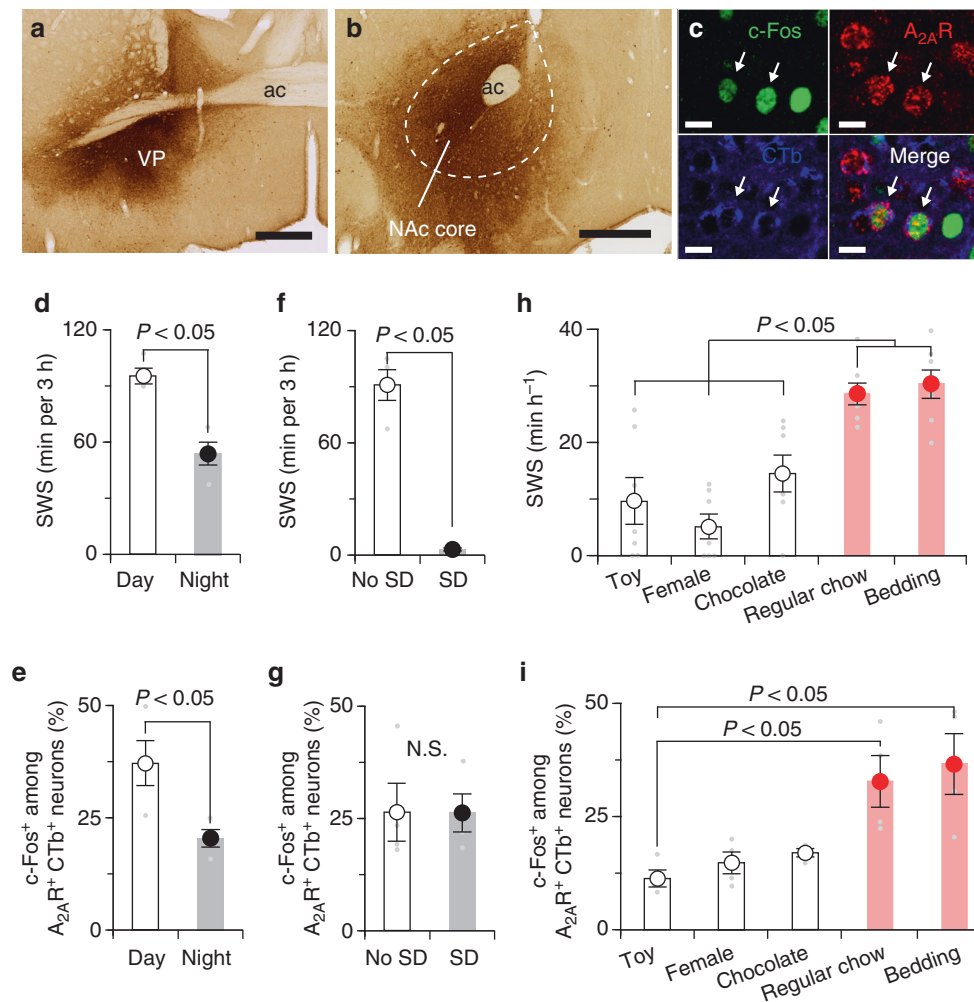 a
ac
VP
b
ac
NAc core
c
c-Fos
A2AR
CTb
Merge
d
120
60
0
SWS (min per 3 h)
P < 0.05
Day
Night
f
120
60
0
SWS (min per 3 h)
P < 0.05
No SD
SD
h
40
20
0
SWS (min h−1)
P < 0.05
Toy
Female
Chocolate
Regular chow
Bedding
e
50
25
0
c-Fos+ among
A2AR+ CTb+ neurons (%)
P < 0.05
Day
Night
g
50
25
0
c-Fos+ among
A2AR+ CTb+ neurons (%)
N.S.
No SD
SD
i
50
25
0
c-Fos+ among
A2AR+ CTb+ neurons (%)
P < 0.05
P < 0.05
Toy
Female
Chocolate
Regular chow
Bedding